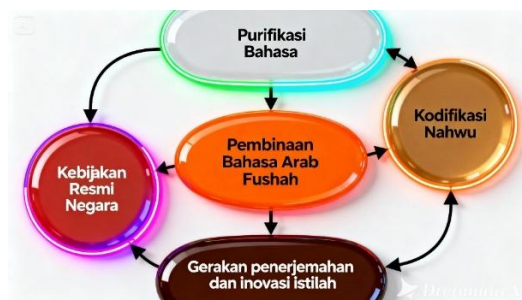 Purifikasi
Bahasa
Kodifikasi
Nahwu
Pembinaan
Bahasa Arab
Fushah
Kebijakan
Resmi
Negara
Gerakan penerjemahan
dan inovasi istilah